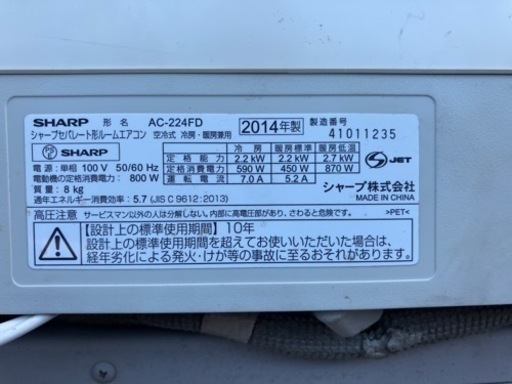 SHARP 形名 AC-224FD 2014年製 製造番号 41011235
シャープセパレート形ルームエアコン 空冷式 冷房・暖房兼用
PS E SHARP
電源：単相 100 V 50/60 Hz
電動機の定格消費電力： 800 W
質量：8 kg
冷房 暖房標準 暖房低温
定格能力 2.2 kW 2.2 kW 2.7 kW
定格消費電力 590 W 450 W 870 W
運転電流 7.0 A 5.2 A
S JET
通年エネルギー消費効率： 5.7 (JIS C 9612:2013)
シャープ株式会社
MADE IN CHINA
高圧注意 サービスマン以外の人は分解しない。内部に高電圧部があり、さわると危険です。 >PET<
【設計上の標準使用期間】10年
設計上の標準使用期間を超えてお使いいただいた場合は、
経年劣化による発火・けが等の事故に至るおそれがあります。